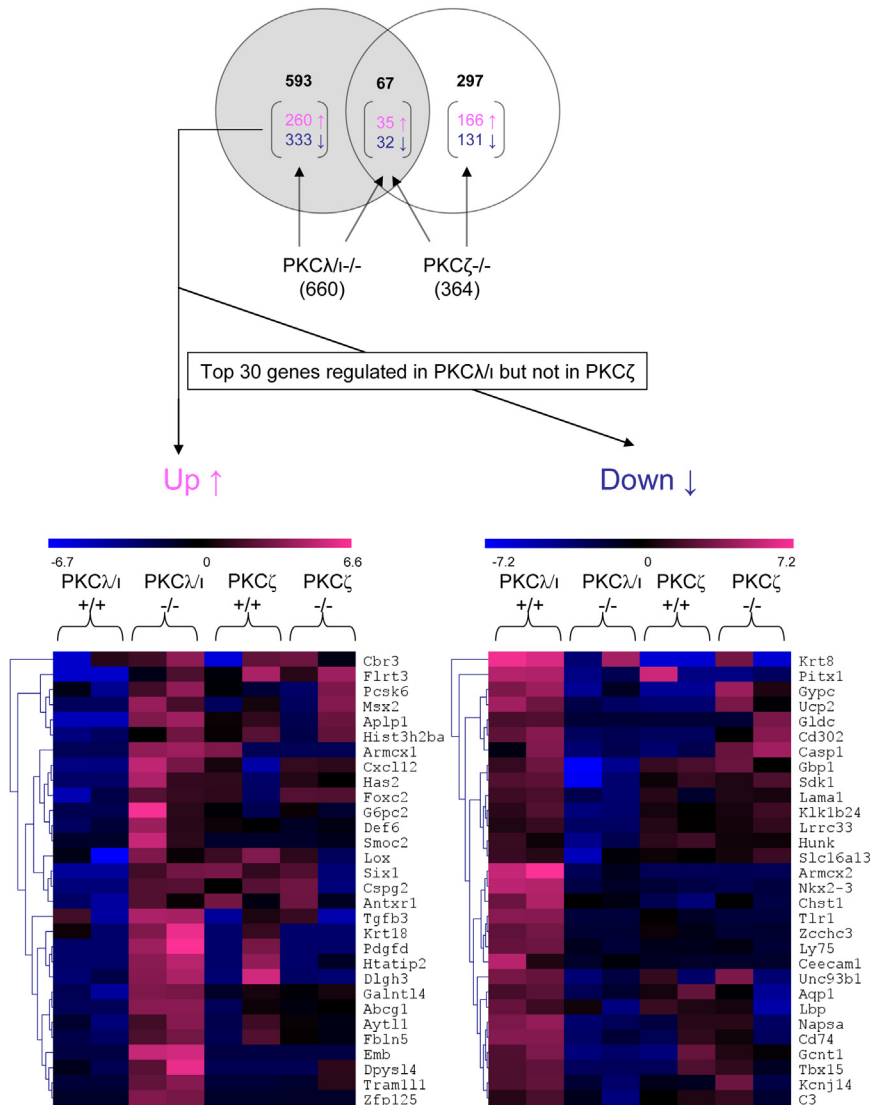 593 67 297
260 ↑ 35 ↑ 166 ↑
333 ↓ 32 ↓ 131 ↓
PKCλ/ι-/- PKCζ-/-
(660) (364)
Top 30 genes regulated in PKCλ/ι but not in PKCζ
Up ↑ Down ↓
-6.7 0 6.6
PKCλ/ι PKCλ/ι PKCζ PKCζ
+/+ -/- +/+ -/-
Cbr3
Flrt3
Pcsk6
Msx2
Aplp1
Hist3h2ba
Armcx1
Cxcl12
Has2
Foxc2
G6pc2
Def6
Smoc2
Lox
Six1
Cspg2
Antxr1
Tgfb3
Krt18
Pdgfd
Htatip2
Dlgh3
Galntl4
Abcg1
Aytl1
Fbln5
Emb
Dpysl4
Tram1l1
Zfp125
-7.2 0 7.2
PKCλ/ι PKCλ/ι PKCζ PKCζ
+/+ -/- +/+ -/-
Krt8
Pitx1
Gypc
Ucp2
Gldc
Cd302
Casp1
Gbp1
Sdk1
Lama1
Klk1b24
Lrrc33
Hunk
Slc16a13
Armcx2
Nkx2-3
Chst1
Tlr1
Zcchc3
Ly75
Ceecam1
Unc93b1
Aqp1
Lbp
Napsa
Cd74
Gcnt1
Tbx15
Kcnj14
C3